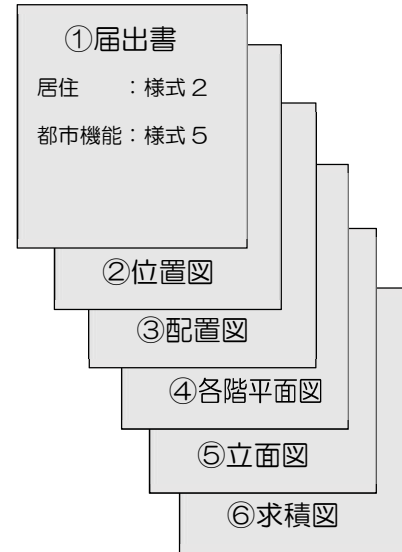 ①届出書
居住　　：様式２
都市機能：様式５
②位置図
③配置図
④各階平面図
⑤立面図
⑥求積図